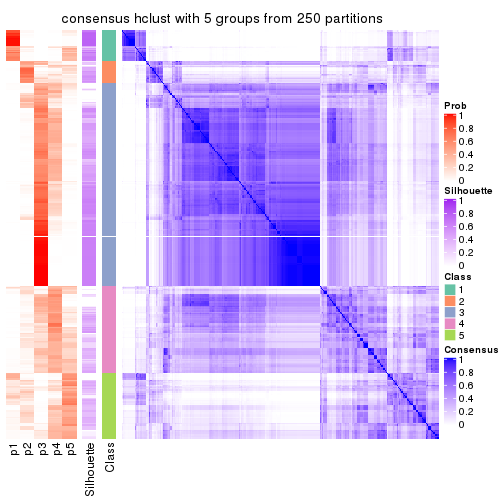 consensus hclust with 5 groups from 250 partitions
Prob
1
0.8
0.6
0.4
0.2
0
Silhouette
1
0.8
0.6
0.4
0.2
0
Class
1
2
3
4
5
Consensus
1
0.8
0.6
0.4
0.2
0
p1
p2
p3
p4
p5
Silhouette
Class